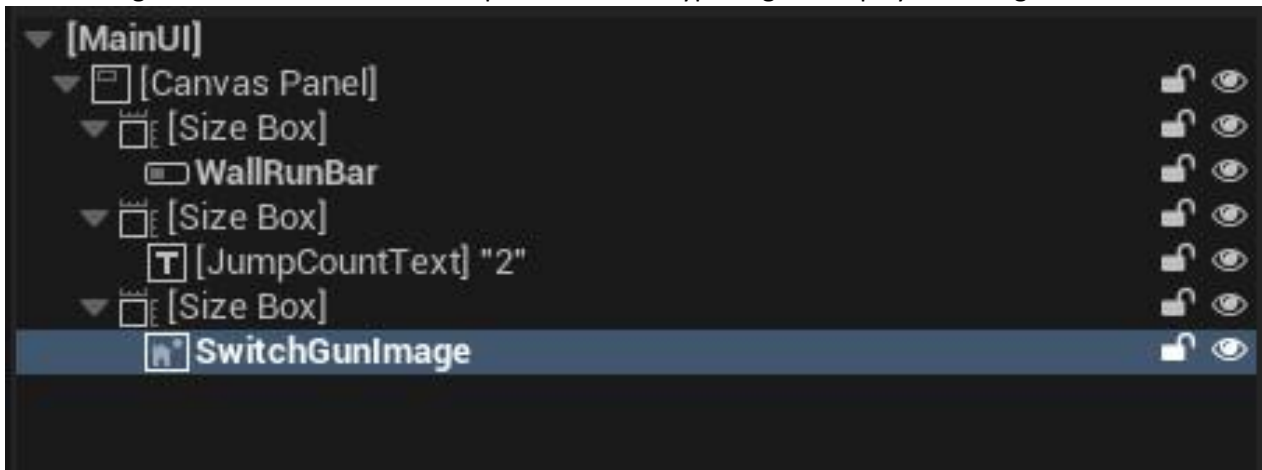 [MainUI]
[Canvas Panel]
[Size Box]
WallRunBar
[Size Box]
[JumpCountText] "2"
[Size Box]
SwitchGunImage